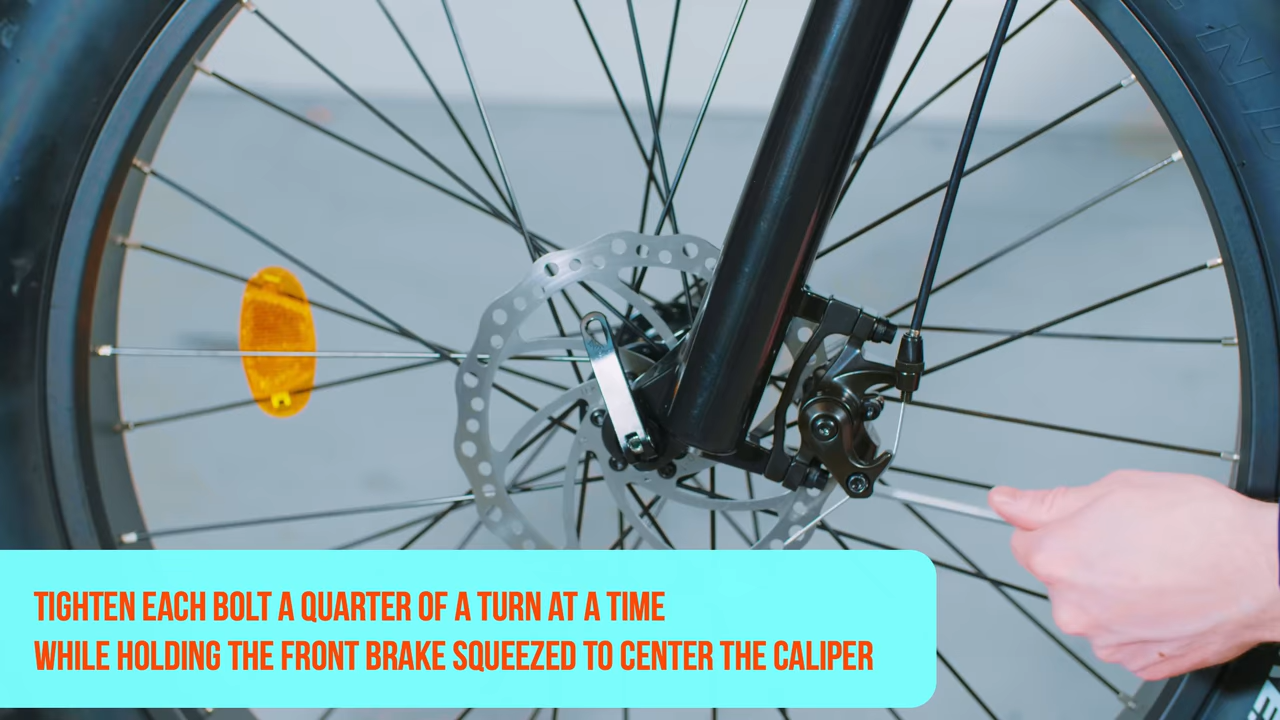 TIGHTEN EACH BOLT A QUARTER OF A TURN AT A TIME
WHILE HOLDING THE FRONT BRAKE SQUEEZED TO CENTER THE CALIPER